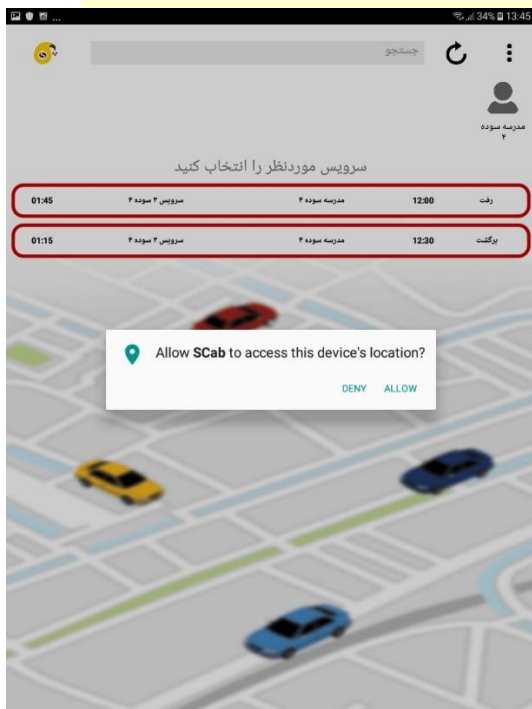 ... 34% 13:45
جستجو
مدرسه سوده
۴
سرویس موردنظر را انتخاب کنید
رفت 12:00 مدرسه سوده ۴ سرویس ۳ سوده ۴ 01:45
برگشت 12:30 مدرسه سوده ۴ سرویس ۳ سوده ۴ 01:15
Allow SCab to access this device's location?
DENY ALLOW